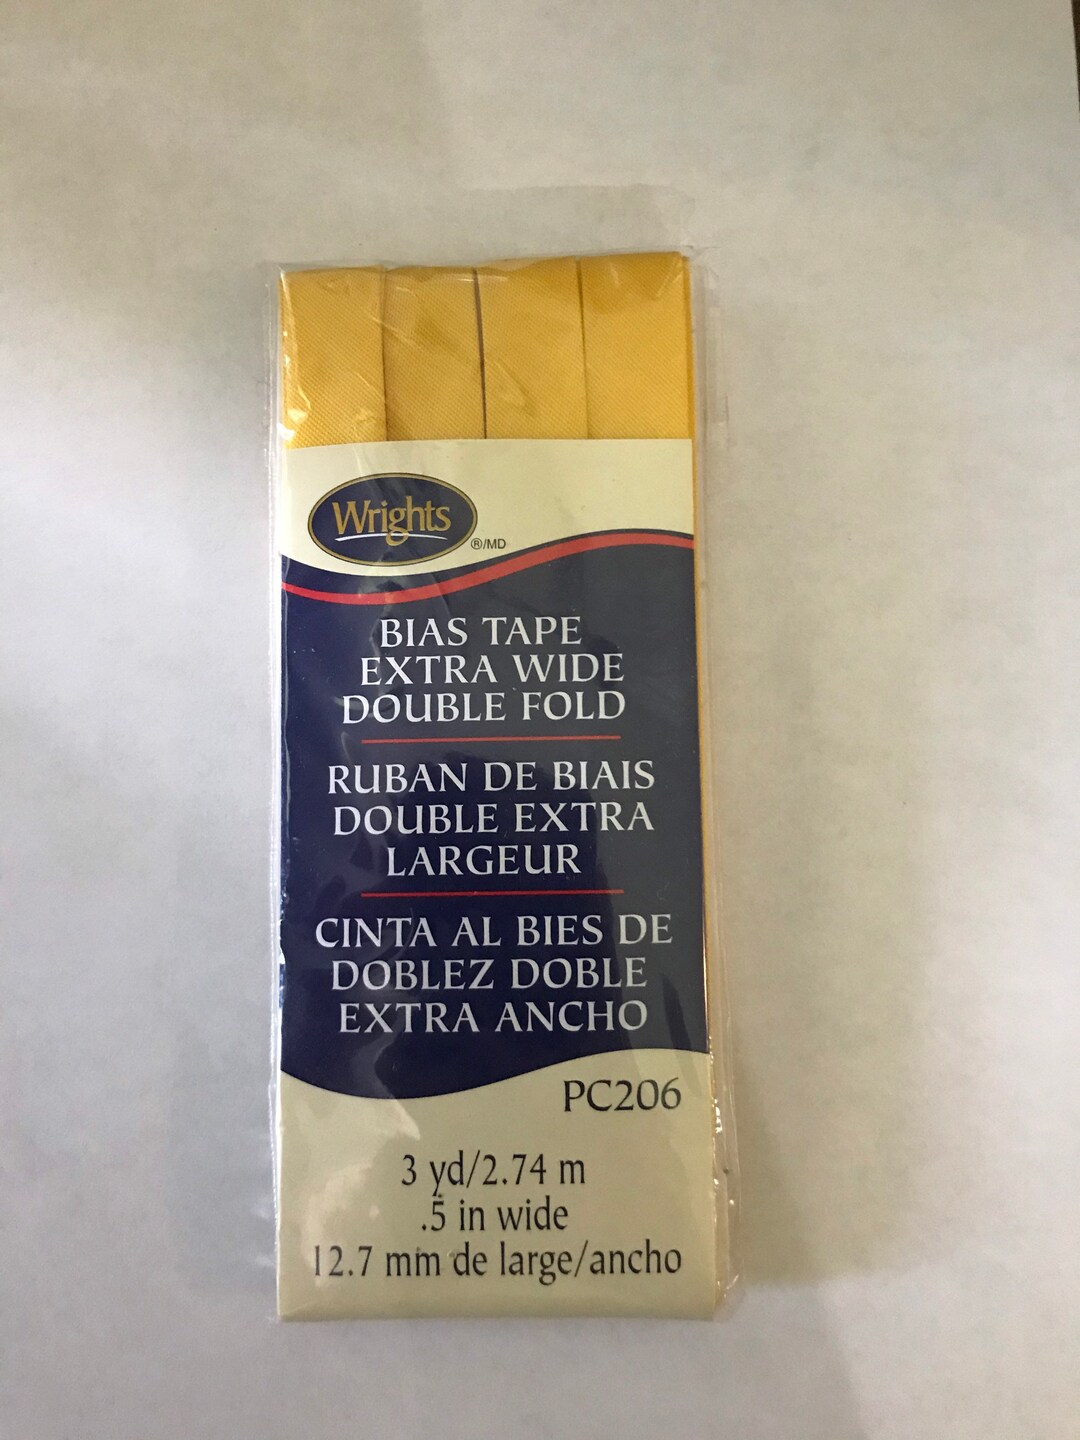 Wrights
®/MD
BIAS TAPE
EXTRA WIDE
DOUBLE FOLD
RUBAN DE BIAIS
DOUBLE EXTRA
LARGEUR
CINTA AL BIES DE
DOBLEZ DOBLE
EXTRA ANCHO
PC206
3 yd/2.74 m
.5 in wide
12.7 mm de large/ancho